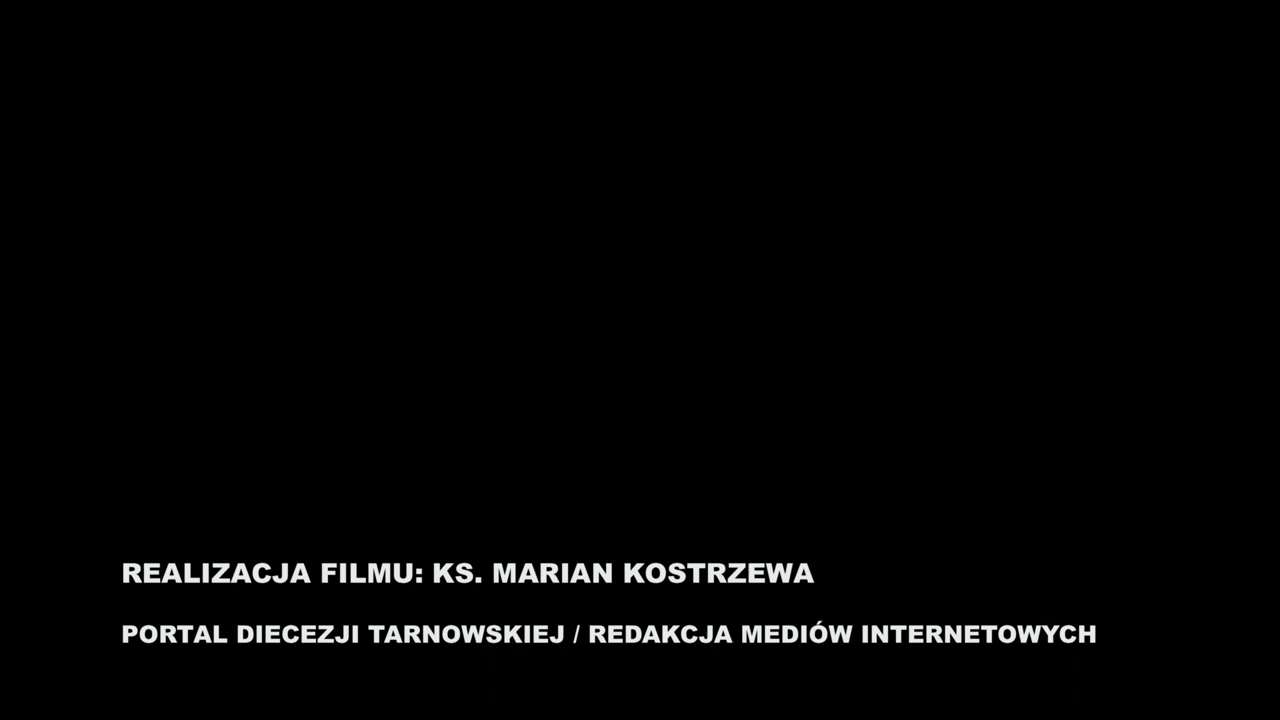 REALIZACJA FILMU: KS. MARIAN KOSTRZEWA
PORTAL DIECEZJI TARNOWSKIEJ / REDAKCJA MEDIÓW INTERNETOWYCH